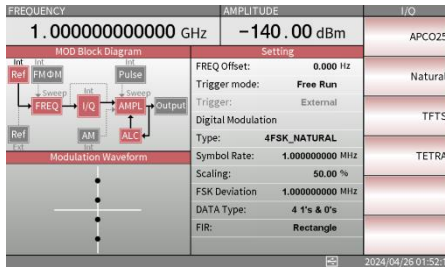 FREQUENCY
AMPLITUDE
I/Q
1.000000000000 GHz
−140.00 dBm
APCO25
MOD Block Diagram
Setting
Int
Int
Ref
FMΦM
Pulse
Sweep
Int
Sweep
FREQ
I/Q
AMPL
Output
Ref
AM
ALC
Ext
Int
Modulation Waveform
FREQ Offset: 0.000 Hz
Trigger mode: Free Run
Trigger: External
Digital Modulation
Type: 4FSK_NATURAL
Symbol Rate: 1.000000000 MHz
Scaling: 50.00 %
FSK Deviation 1.000000000 MHz
DATA Type: 4 1's & 0's
FIR: Rectangle
Natural
TFTS
TETRA
2024/04/26 01:52: